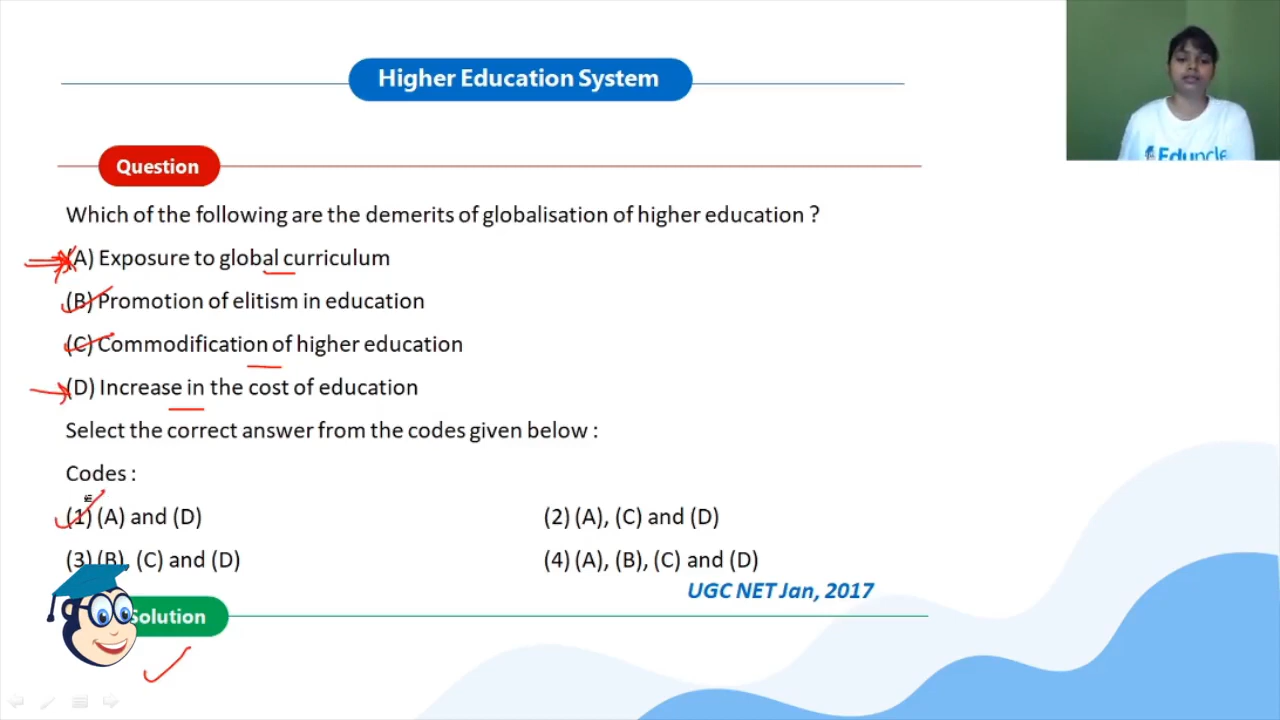 Higher Education System
Eduncle
Question
Which of the following are the demerits of globalisation of higher education ?
(A) Exposure to global curriculum
(B) Promotion of elitism in education
(C) Commodification of higher education
(D) Increase in the cost of education
Select the correct answer from the codes given below :
Codes :
(1) (A) and (D) (2) (A), (C) and (D)
(3) (B), (C) and (D) (4) (A), (B), (C) and (D)
UGC NET Jan, 2017
Solution